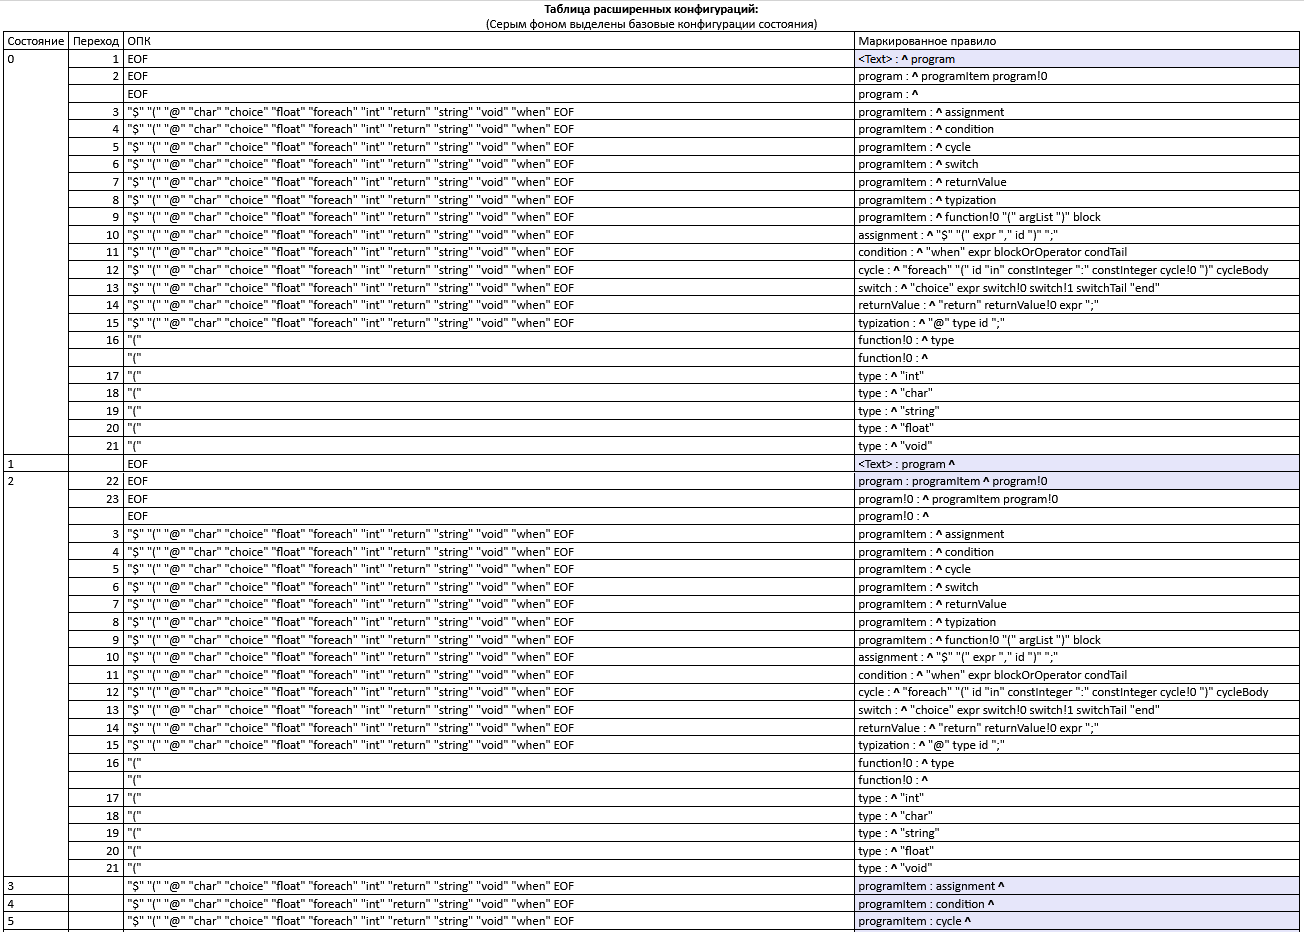 Таблица расширенных конфигураций:
(Серым фоном выделены базовые конфигурации состояния)
Состояние Переход ОПК Маркированное правило
0 1 EOF <Text> : ^ program
2 EOF program : ^ programItem program!0
EOF program : ^
3 "$" "(" "@" "char" "choice" "float" "foreach" "int" "return" "string" "void" "when" EOF programItem : ^ assignment
4 "$" "(" "@" "char" "choice" "float" "foreach" "int" "return" "string" "void" "when" EOF programItem : ^ condition
5 "$" "(" "@" "char" "choice" "float" "foreach" "int" "return" "string" "void" "when" EOF programItem : ^ cycle
6 "$" "(" "@" "char" "choice" "float" "foreach" "int" "return" "string" "void" "when" EOF programItem : ^ switch
7 "$" "(" "@" "char" "choice" "float" "foreach" "int" "return" "string" "void" "when" EOF programItem : ^ returnValue
8 "$" "(" "@" "char" "choice" "float" "foreach" "int" "return" "string" "void" "when" EOF programItem : ^ typization
9 "$" "(" "@" "char" "choice" "float" "foreach" "int" "return" "string" "void" "when" EOF programItem : ^ function!0 "(" argList ")" block
10 "$" "(" "@" "char" "choice" "float" "foreach" "int" "return" "string" "void" "when" EOF assignment : ^ "$" "(" expr "," id ")" ";"
11 "$" "(" "@" "char" "choice" "float" "foreach" "int" "return" "string" "void" "when" EOF condition : ^ "when" expr blockOrOperator condTail
12 "$" "(" "@" "char" "choice" "float" "foreach" "int" "return" "string" "void" "when" EOF cycle : ^ "foreach" "(" id "in" constInteger ":" constInteger cycle!0 ")" cycleBody
13 "$" "(" "@" "char" "choice" "float" "foreach" "int" "return" "string" "void" "when" EOF switch : ^ "choice" expr switch!0 switch!1 switchTail "end"
14 "$" "(" "@" "char" "choice" "float" "foreach" "int" "return" "string" "void" "when" EOF returnValue : ^ "return" returnValue!0 expr ";"
15 "$" "(" "@" "char" "choice" "float" "foreach" "int" "return" "string" "void" "when" EOF typization : ^ "@" type id ";"
16 "(" function!0 : ^ type
"(" function!0 : ^
17 "(" type : ^ "int"
18 "(" type : ^ "char"
19 "(" type : ^ "string"
20 "(" type : ^ "float"
21 "(" type : ^ "void"
1 EOF <Text> : program ^
2 22 EOF program : programItem ^ program!0
23 EOF program!0 : ^ programItem program!0
EOF program!0 : ^
3 "$" "(" "@" "char" "choice" "float" "foreach" "int" "return" "string" "void" "when" EOF programItem : ^ assignment
4 "$" "(" "@" "char" "choice" "float" "foreach" "int" "return" "string" "void" "when" EOF programItem : ^ condition
5 "$" "(" "@" "char" "choice" "float" "foreach" "int" "return" "string" "void" "when" EOF programItem : ^ cycle
6 "$" "(" "@" "char" "choice" "float" "foreach" "int" "return" "string" "void" "when" EOF programItem : ^ switch
7 "$" "(" "@" "char" "choice" "float" "foreach" "int" "return" "string" "void" "when" EOF programItem : ^ returnValue
8 "$" "(" "@" "char" "choice" "float" "foreach" "int" "return" "string" "void" "when" EOF programItem : ^ typization
9 "$" "(" "@" "char" "choice" "float" "foreach" "int" "return" "string" "void" "when" EOF programItem : ^ function!0 "(" argList ")" block
10 "$" "(" "@" "char" "choice" "float" "foreach" "int" "return" "string" "void" "when" EOF assignment : ^ "$" "(" expr "," id ")" ";"
11 "$" "(" "@" "char" "choice" "float" "foreach" "int" "return" "string" "void" "when" EOF condition : ^ "when" expr blockOrOperator condTail
12 "$" "(" "@" "char" "choice" "float" "foreach" "int" "return" "string" "void" "when" EOF cycle : ^ "foreach" "(" id "in" constInteger ":" constInteger cycle!0 ")" cycleBody
13 "$" "(" "@" "char" "choice" "float" "foreach" "int" "return" "string" "void" "when" EOF switch : ^ "choice" expr switch!0 switch!1 switchTail "end"
14 "$" "(" "@" "char" "choice" "float" "foreach" "int" "return" "string" "void" "when" EOF returnValue : ^ "return" returnValue!0 expr ";"
15 "$" "(" "@" "char" "choice" "float" "foreach" "int" "return" "string" "void" "when" EOF typization : ^ "@" type id ";"
16 "(" function!0 : ^ type
"(" function!0 : ^
17 "(" type : ^ "int"
18 "(" type : ^ "char"
19 "(" type : ^ "string"
20 "(" type : ^ "float"
21 "(" type : ^ "void"
3 "$" "(" "@" "char" "choice" "float" "foreach" "int" "return" "string" "void" "when" EOF programItem : assignment ^
4 "$" "(" "@" "char" "choice" "float" "foreach" "int" "return" "string" "void" "when" EOF programItem : condition ^
5 "$" "(" "@" "char" "choice" "float" "foreach" "int" "return" "string" "void" "when" EOF programItem : cycle ^